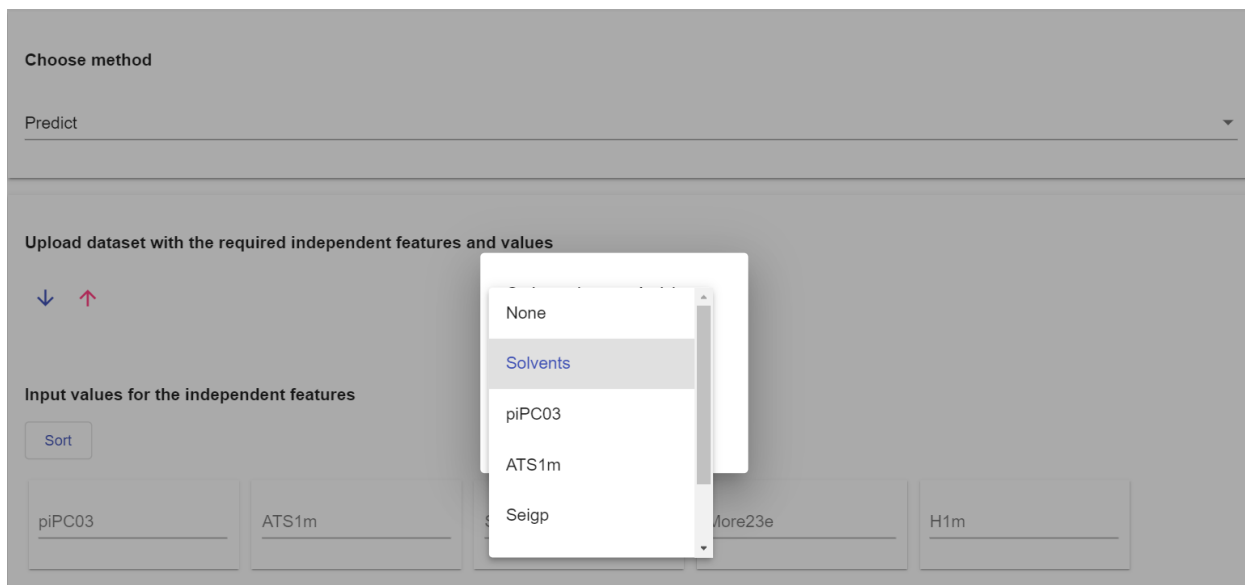 Choose method
Predict
Upload dataset with the required independent features and values
None
Solvents
Input values for the independent features
piPC03
Sort
ATS1m
Seigp
piPC03
ATS1m
More23e
H1m